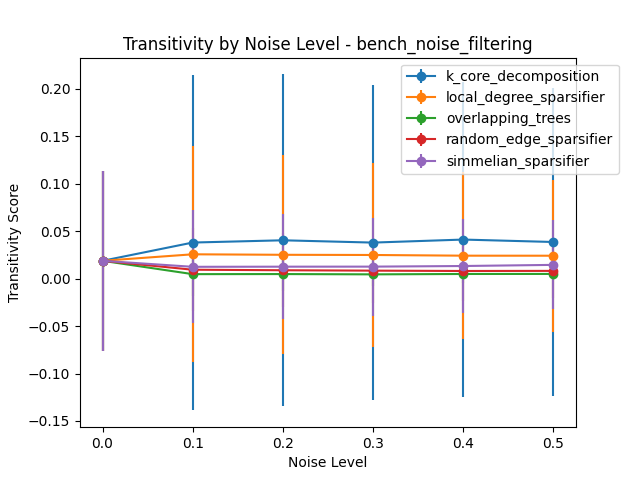 Transitivity by Noise Level - bench_noise_filtering
k_core_decomposition
local_degree_sparsifier
overlapping_trees
random_edge_sparsifier
simmelian_sparsifier
Transitivity Score
0.20
0.15
0.10
0.05
0.00
−0.05
−0.10
−0.15
0.0 0.1 0.2 0.3 0.4 0.5
Noise Level